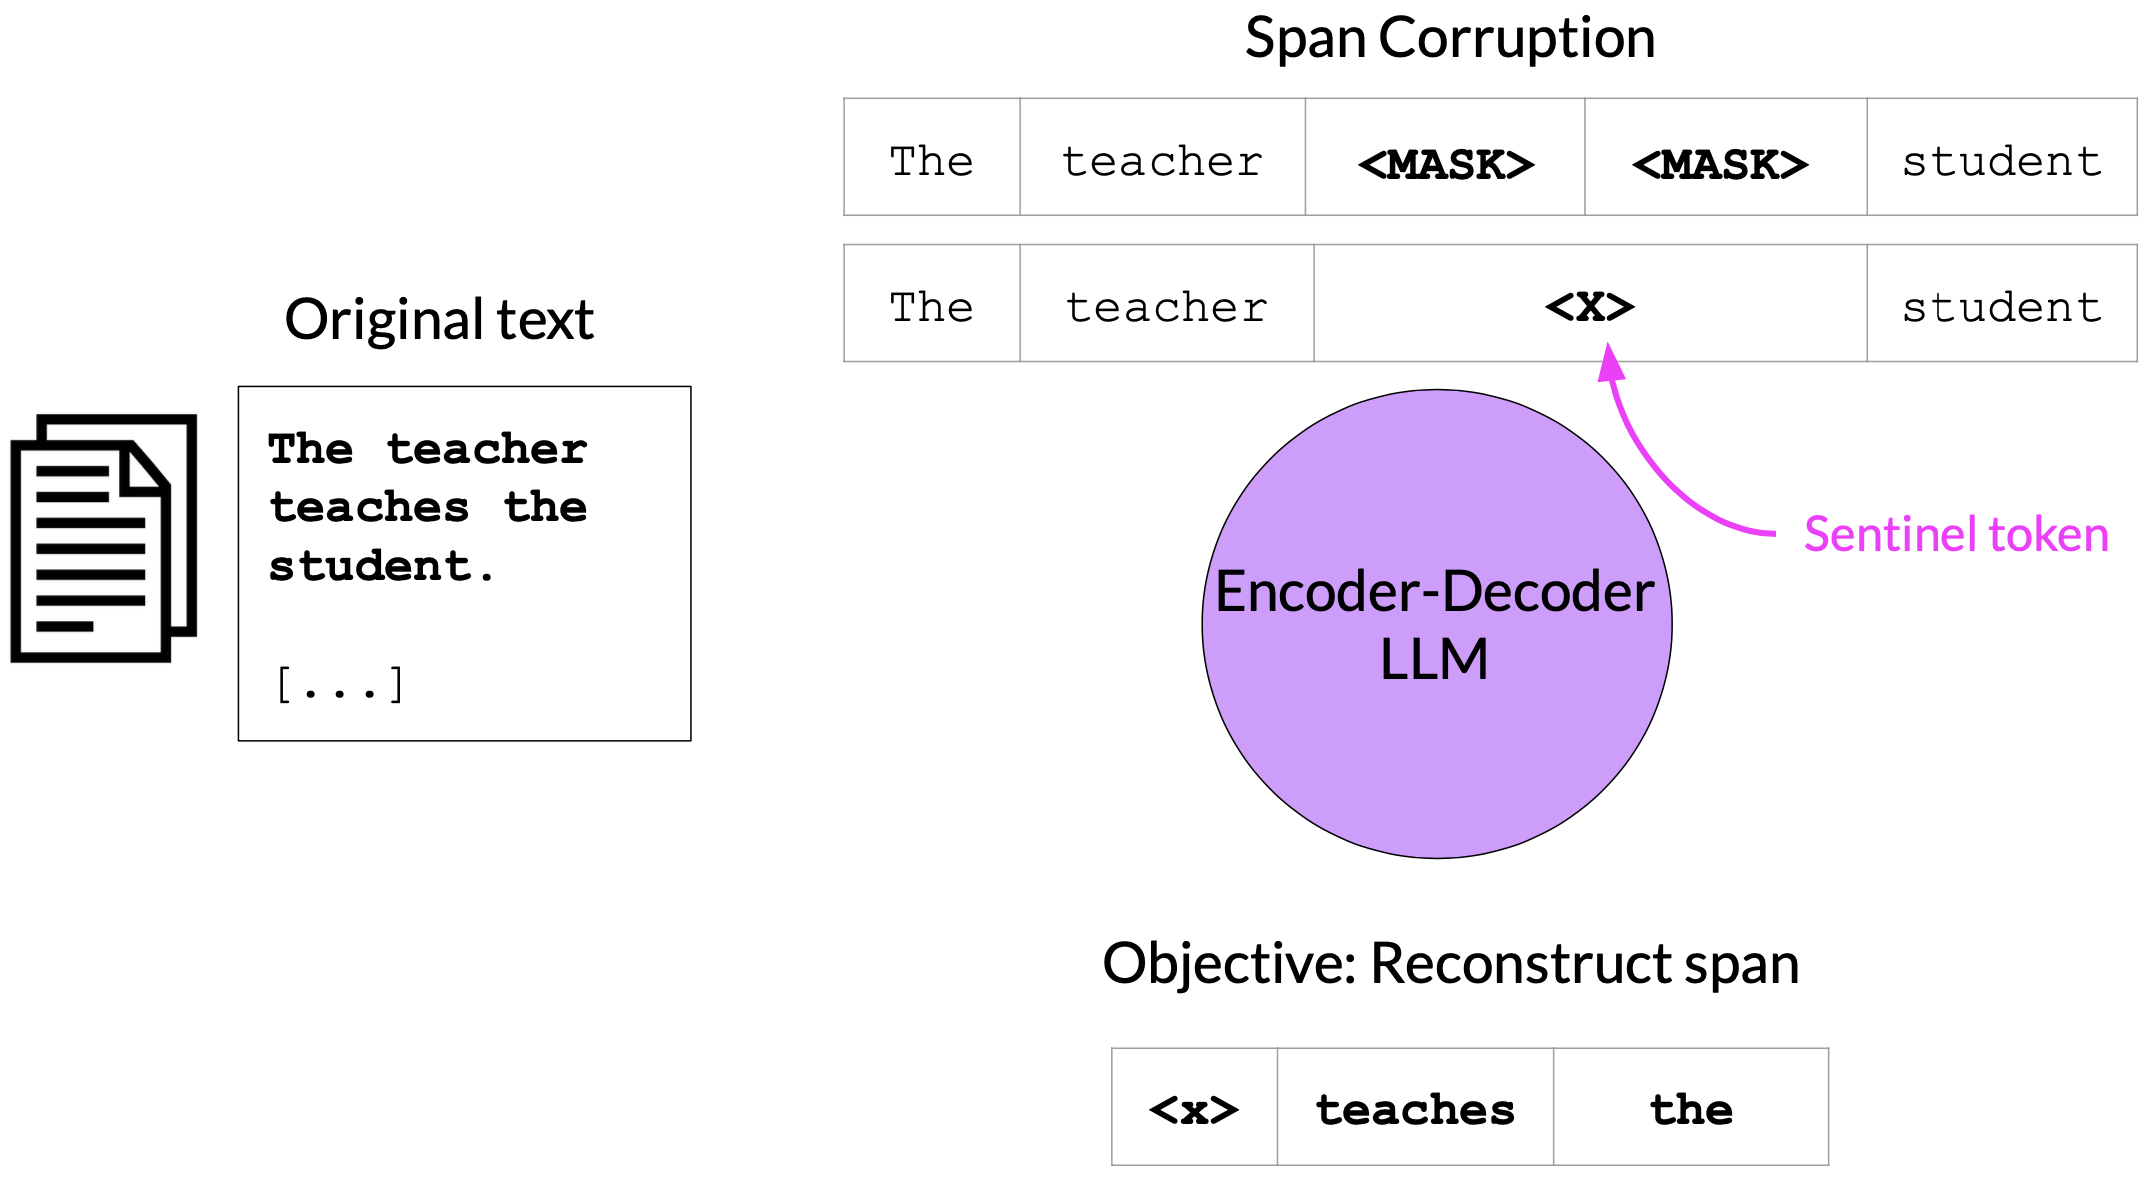 Span Corruption
The teacher <MASK> <MASK> student
The teacher <X> student
Sentinel token
Original text
The teacher
teaches the
student.
[...]
Encoder-Decoder
LLM
Objective: Reconstruct span
<x> teaches the